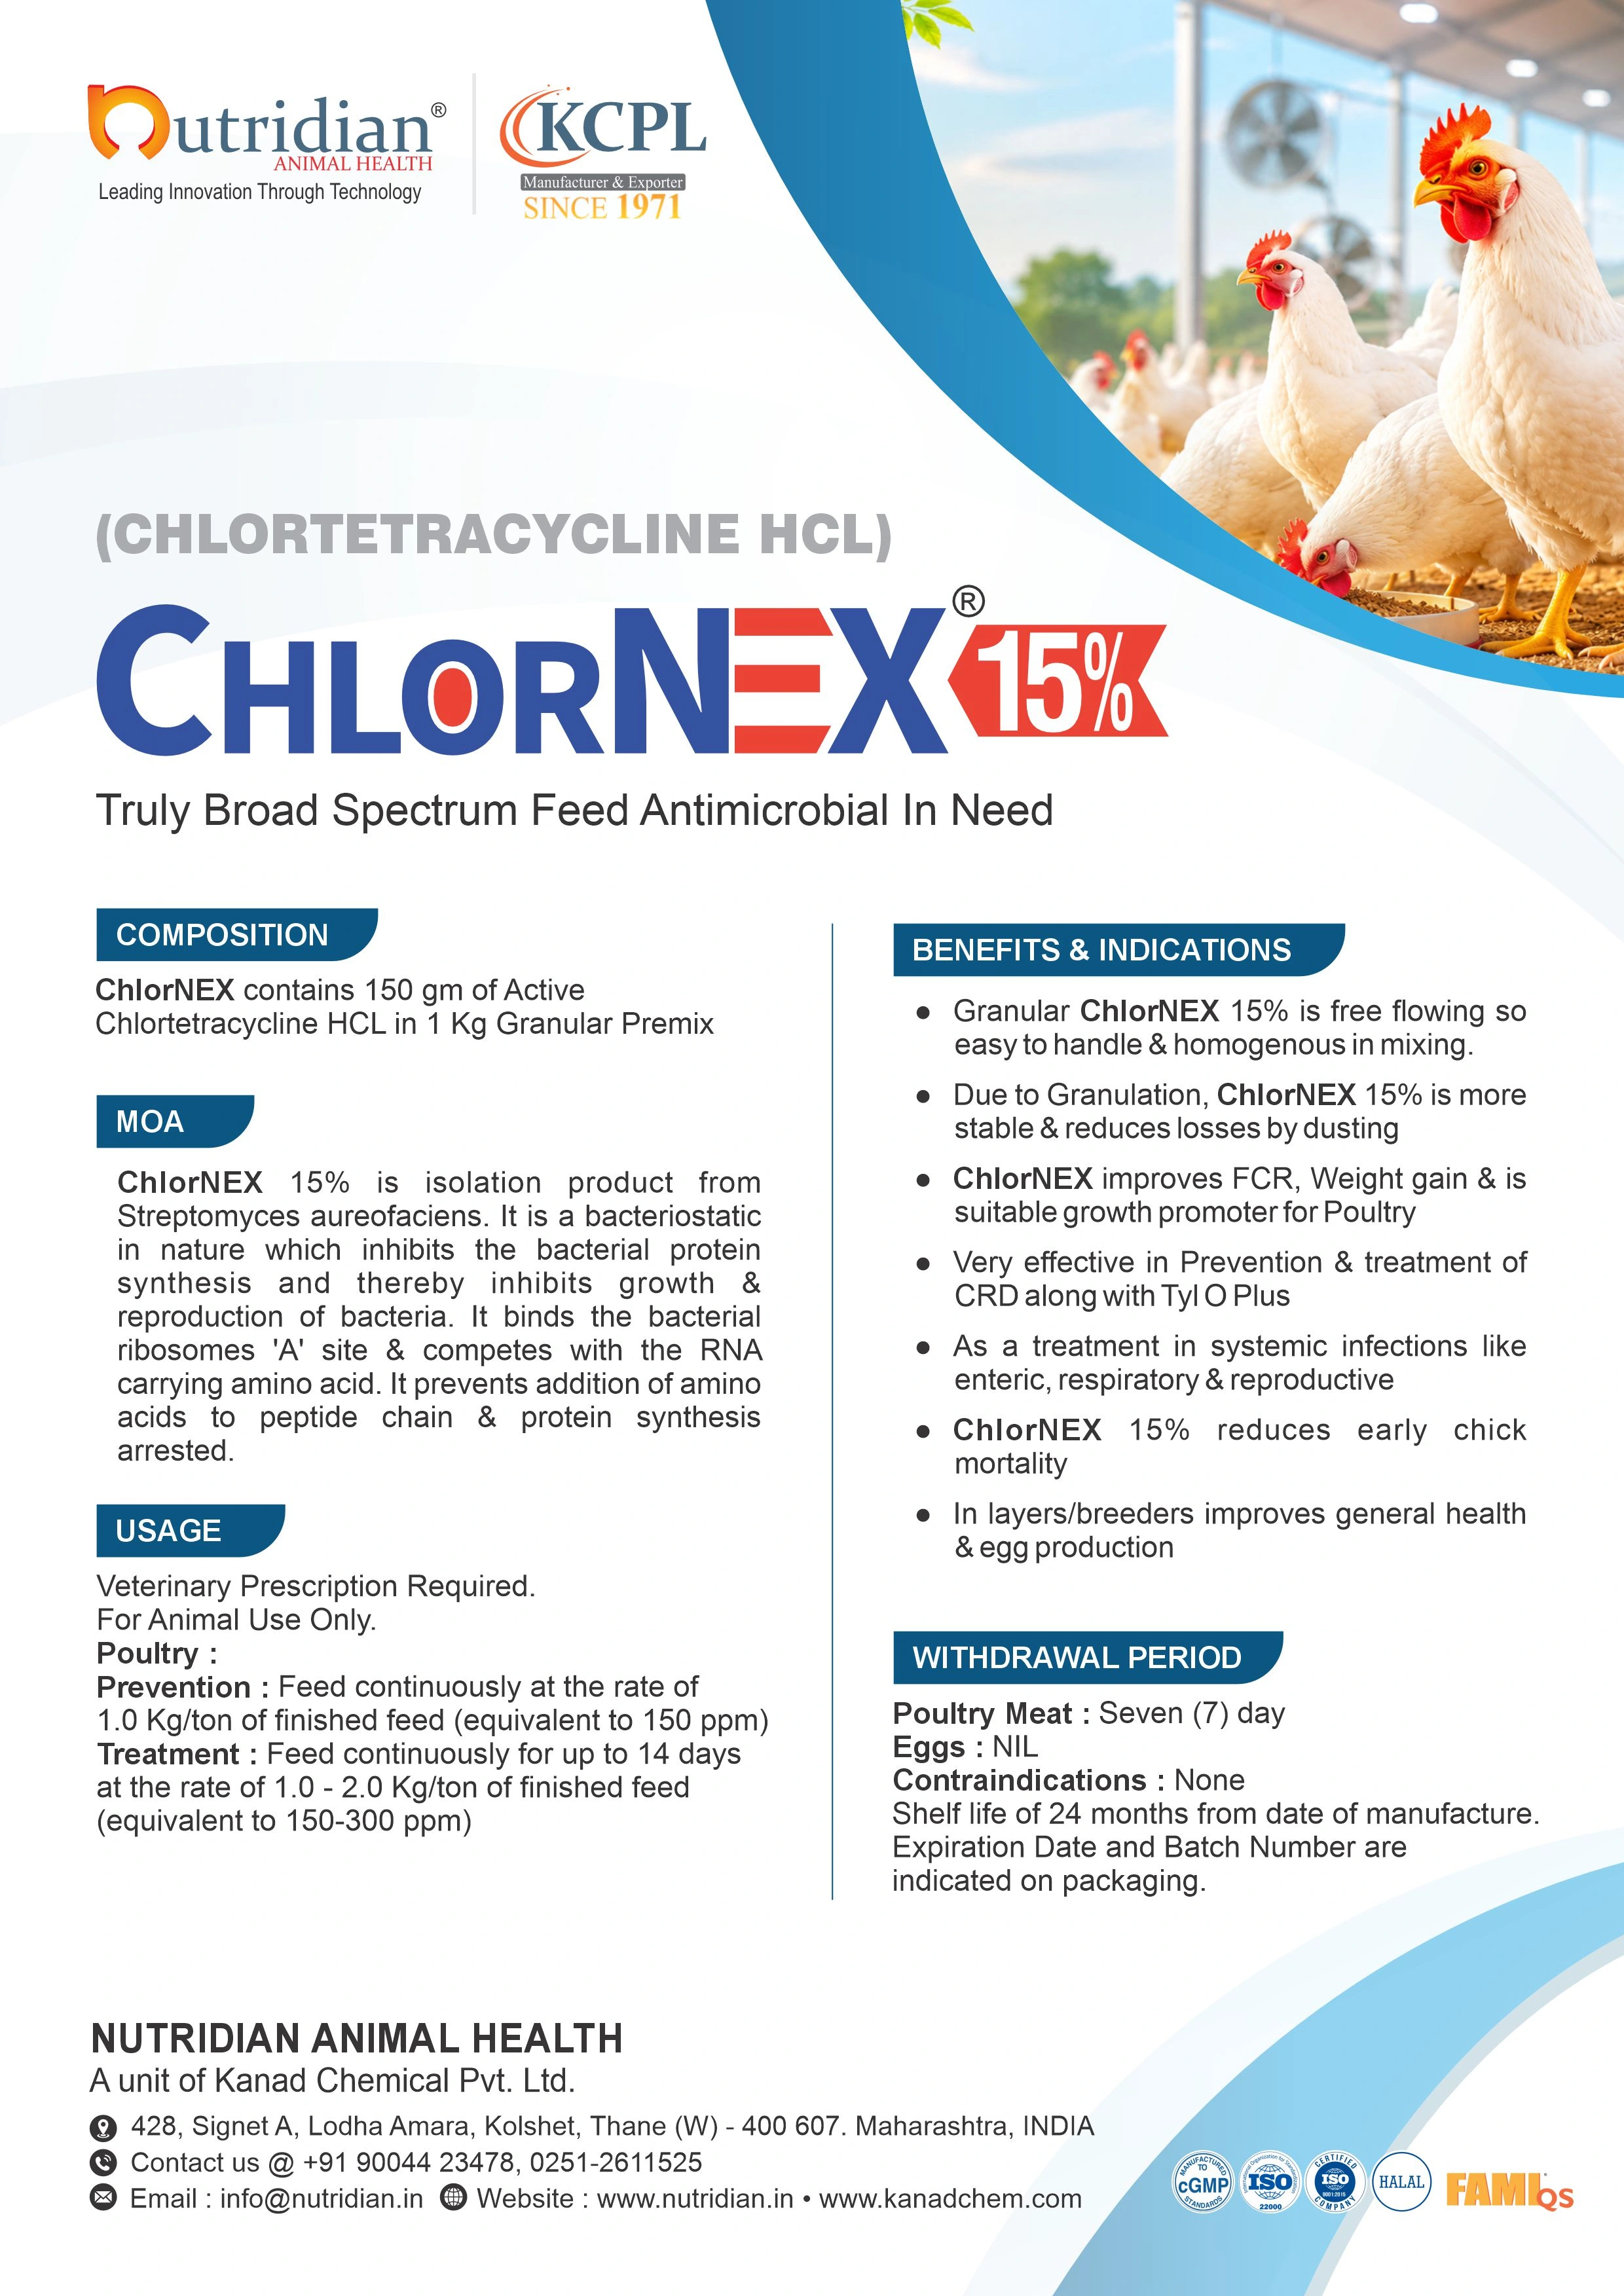 nutridian®
ANIMAL HEALTH
Leading Innovation Through Technology
KCPL
Manufacturer & Exporter
SINCE 1971
(CHLORTETRACYCLINE HCL)
CHLORNEX® 15%
Truly Broad Spectrum Feed Antimicrobial In Need
COMPOSITION
ChlorNEX contains 150 gm of Active
Chlortetracycline HCL in 1 Kg Granular Premix
MOA
ChlorNEX 15% is isolation product from
Streptomyces aureofaciens. It is a bacteriostatic
in nature which inhibits the bacterial protein
synthesis and thereby inhibits growth &
reproduction of bacteria. It binds the bacterial
ribosomes 'A' site & competes with the RNA
carrying amino acid. It prevents addition of amino
acids to peptide chain & protein synthesis
arrested.
USAGE
Veterinary Prescription Required.
For Animal Use Only.
Poultry :
Prevention : Feed continuously at the rate of
1.0 Kg/ton of finished feed (equivalent to 150 ppm)
Treatment : Feed continuously for up to 14 days
at the rate of 1.0 - 2.0 Kg/ton of finished feed
(equivalent to 150-300 ppm)
BENEFITS & INDICATIONS
● Granular ChlorNEX 15% is free flowing so
easy to handle & homogenous in mixing.
● Due to Granulation, ChlorNEX 15% is more
stable & reduces losses by dusting
● ChlorNEX improves FCR, Weight gain & is
suitable growth promoter for Poultry
● Very effective in Prevention & treatment of
CRD along with Tyl O Plus
● As a treatment in systemic infections like
enteric, respiratory & reproductive
● ChlorNEX 15% reduces early chick
mortality
● In layers/breeders improves general health
& egg production
WITHDRAWAL PERIOD
Poultry Meat : Seven (7) day
Eggs : NIL
Contraindications : None
Shelf life of 24 months from date of manufacture.
Expiration Date and Batch Number are
indicated on packaging.
NUTRIDIAN ANIMAL HEALTH
A unit of Kanad Chemical Pvt. Ltd.
428, Signet A, Lodha Amara, Kolshet, Thane (W) - 400 607. Maharashtra, INDIA
Contact us @ +91 90044 23478, 0251-2611525
Email : info@nutridian.in Website : www.nutridian.in • www.kanadchem.com
MANUFACTURED TO cGMP STANDARDS
ISO 22000
CERTIFIED ISO 9001:2015 COMPANY
HALAL
FAMI QS